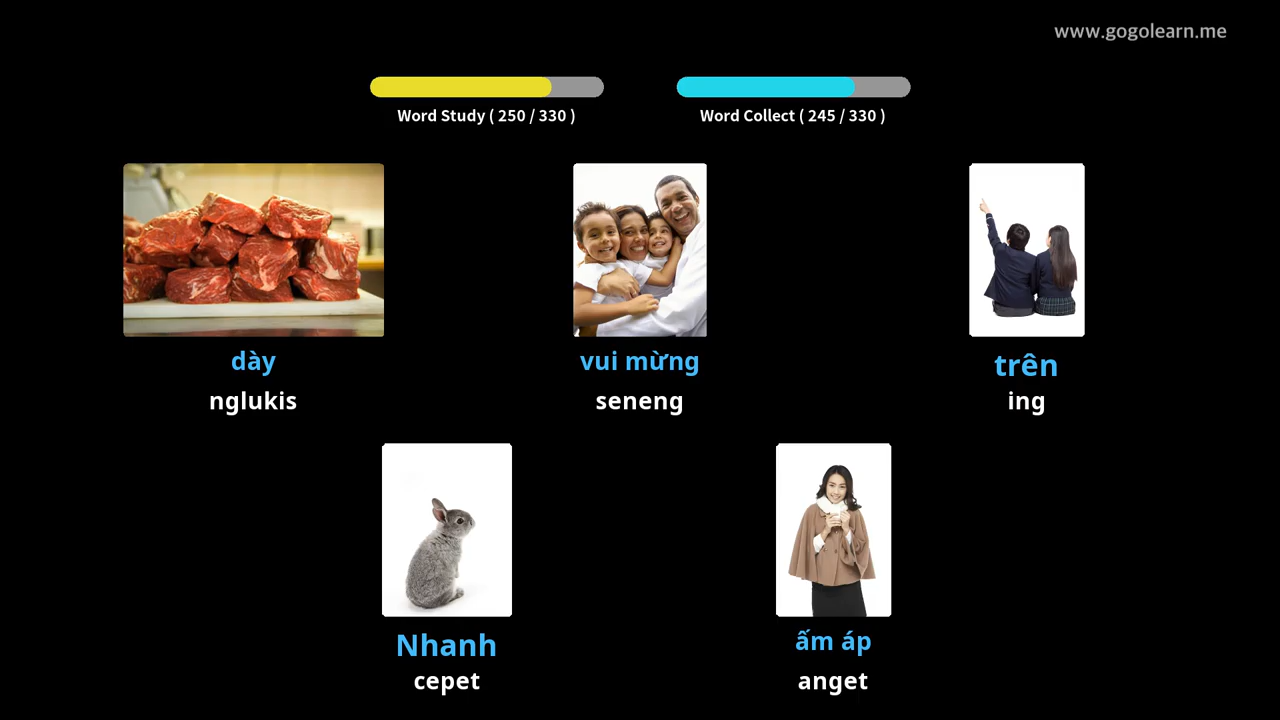 www.gogolearn.me
Word Study ( 250 / 330 )
Word Collect ( 245 / 330 )
dày
nglukis
vui mừng
seneng
trên
ing
Nhanh
cepet
ấm áp
anget